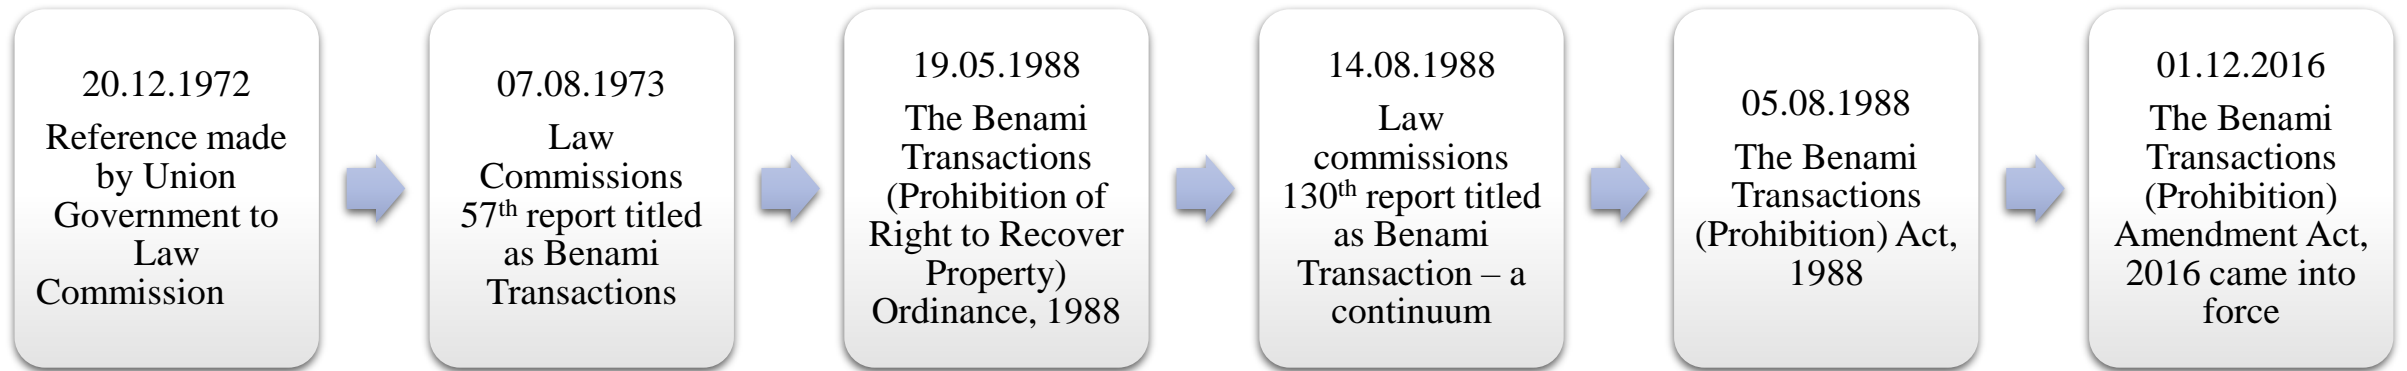 20.12.1972
Reference made
by Union
Government to
Law
Commission
07.08.1973
Law
Commissions
57th report titled
as Benami
Transactions
19.05.1988
The Benami
Transactions
(Prohibition of
Right to Recover
Property)
Ordinance, 1988
14.08.1988
Law
commissions
130th report titled
as Benami
Transaction – a
continuum
05.08.1988
The Benami
Transactions
(Prohibition) Act,
1988
01.12.2016
The Benami
Transactions
(Prohibition)
Amendment Act,
2016 came into
force